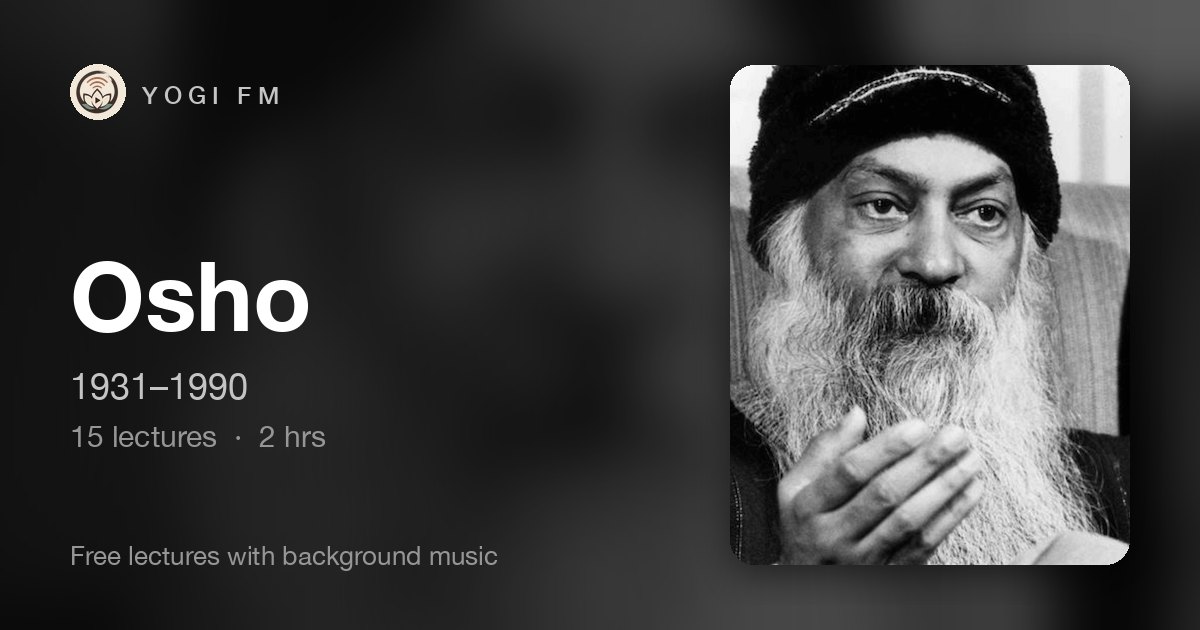 YOGI FM
Osho
1931–1990
15 lectures · 2 hrs
Free lectures with background music